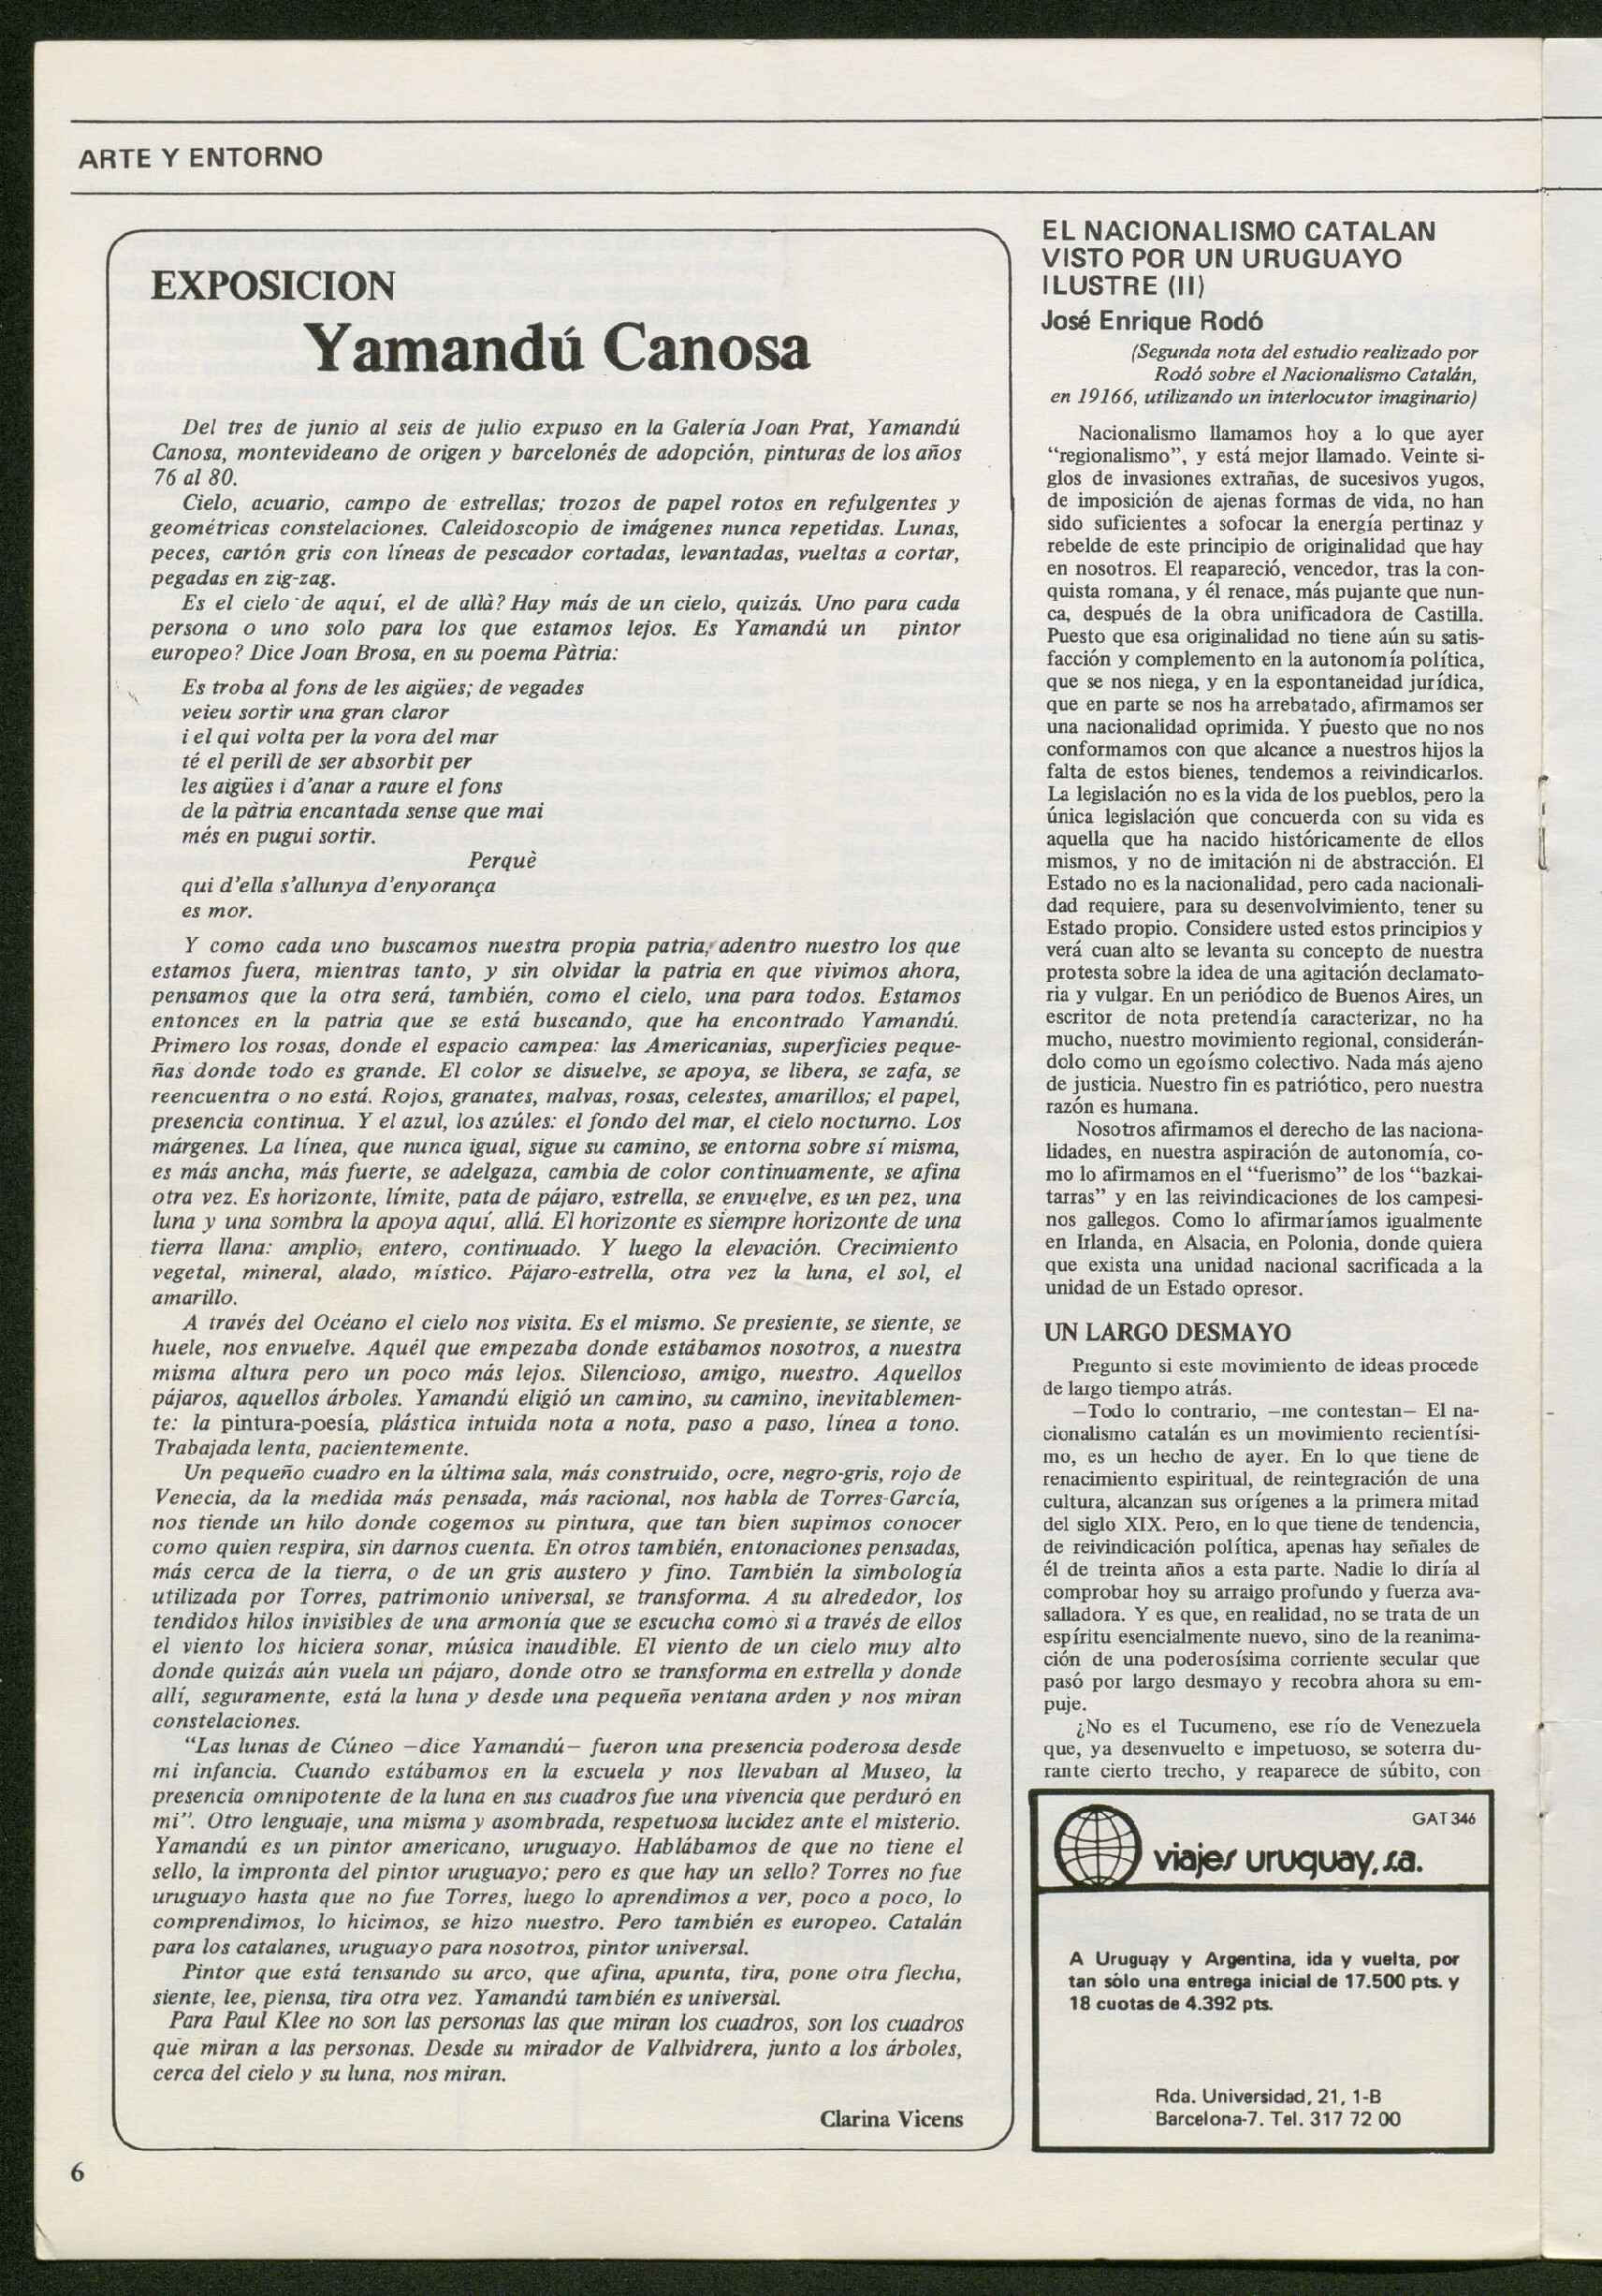 ARTE Y ENTORNO
EXPOSICION
Yamandú Canosa
Del tres de junio al seis de julio expuso en la Galería Joan Prat, Yamandú
Canosa, montevideano de origen y barcelonés de adopción, pinturas de los años
76 al 80.
Cielo, acuario, campo de estrellas; trozos de papel rotos en refulgentes y
geométricas constelaciones. Caleidoscopio de imágenes nunca repetidas. Lunas,
peces, cartón gris con líneas de pescador cortadas, levantadas, vueltas a cortar,
pegadas en zig-zag.
Es el cielo de aquí, el de allà? Hay más de un cielo, quizás. Uno para cada
persona o uno solo para los que estamos lejos. Es Yamandú un pintor
europeo? Dice Joan Brosa, en su poema Pàtria:
Es troba al fons de les aigües; de vegades
veieu sortir una gran claror
i el qui volta per la vora del mar
té el perill de ser absorbit per
les aigües i d'anar a raure el fons
de la pàtria encantada sense que mai
més en pugui sortir.
Perquè
qui d'ella s'allunya d'enyorança
es mor.
Y como cada uno buscamos nuestra propia patria, adentro nuestro los que
estamos fuera, mientras tanto, y sin olvidar la patria en que vivimos ahora,
pensamos que la otra será, también, como el cielo, una para todos. Estamos
entonces en la patria que se está buscando, que ha encontrado Yamandú.
Primero los rosas, donde el espacio campea: las Americanias, superficies peque-
ñas donde todo es grande. El color se disuelve, se apoya, se libera, se zafa, se
reencuentra o no está. Rojos, granates, malvas, rosas, celestes, amarillos; el papel,
presencia continua. Y el azul, los azúles: el fondo del mar, el cielo nocturno. Los
márgenes. La línea, que nunca igual, sigue su camino, se entorna sobre sí misma,
es más ancha, más fuerte, se adelgaza, cambia de color continuamente, se afina
otra vez. Es horizonte, límite, pata de pájaro, estrella, se envuelve, es un pez, una
luna y una sombra la apoya aquí, allá. El horizonte es siempre horizonte de una
tierra llana: amplio, entero, continuado. Y luego la elevación. Crecimiento
vegetal, mineral, alado, místico. Pájaro-estrella, otra vez la luna, el sol, el
amarillo.
A través del Océano el cielo nos visita. Es el mismo. Se presiente, se siente, se
huele, nos envuelve. Aquél que empezaba donde estábamos nosotros, a nuestra
misma altura pero un poco más lejos. Silencioso, amigo, nuestro. Aquellos
pájaros, aquellos árboles. Yamandú eligió un camino, su camino, inevitablemen-
te: la pintura-poesía, plástica intuida nota a nota, paso a paso, línea a tono.
Trabajada lenta, pacientemente.
Un pequeño cuadro en la última sala, más construido, ocre, negro-gris, rojo de
Venecia, da la medida más pensada, más racional, nos habla de Torres-García,
nos tiende un hilo donde cogemos su pintura, que tan bien supimos conocer
como quien respira, sin darnos cuenta. En otros también, entonaciones pensadas,
más cerca de la tierra, o de un gris austero y fino. También la simbología
utilizada por Torres, patrimonio universal, se transforma. A su alrededor, los
tendidos hilos invisibles de una armonía que se escucha como si a través de ellos
el viento los hiciera sonar, música inaudible. El viento de un cielo muy alto
donde quizás aún vuela un pájaro, donde otro se transforma en estrella y donde
allí, seguramente, está la luna y desde una pequeña ventana arden y nos miran
constelaciones.
"Las lunas de Cúneo —dice Yamandú— fueron una presencia poderosa desde
mi infancia. Cuando estábamos en la escuela y nos llevaban al Museo, la
presencia omnipotente de la luna en sus cuadros fue una vivencia que perduró en
mi". Otro lenguaje, una misma y asombrada, respetuosa lucidez ante el misterio.
Yamandú es un pintor americano, uruguayo. Hablábamos de que no tiene el
sello, la impronta del pintor uruguayo; pero es que hay un sello? Torres no fue
uruguayo hasta que no fue Torres, luego lo aprendimos a ver, poco a poco, lo
comprendimos, lo hicimos, se hizo nuestro. Pero también es europeo. Catalán
para los catalanes, uruguayo para nosotros, pintor universal.
Pintor que está tensando su arco, que afina, apunta, tira, pone otra flecha,
siente, lee, piensa, tira otra vez. Yamandú también es universal.
Para Paul Klee no son las personas las que miran los cuadros, son los cuadros
que miran a las personas. Desde su mirador de Vallvidrera, junto a los árboles,
cerca del cielo y su luna, nos miran.
Clarina Vicens
6
EL NACIONALISMO CATALAN
VISTO POR UN URUGUAYO
ILUSTRE (II)
José Enrique Rodó
(Segunda nota del estudio realizado por
Rodó sobre el Nacionalismo Catalán,
en 19166, utilizando un interlocutor imaginario)
Nacionalismo llamamos hoy a lo que ayer
"regionalismo", y está mejor llamado. Veinte si-
glos de invasiones extrañas, de sucesivos yugos,
de imposición de ajenas formas de vida, no han
sido suficientes a sofocar la energía pertinaz y
rebelde de este principio de originalidad que hay
en nosotros. El reapareció, vencedor, tras la con-
quista romana, y él renace, más pujante que nun-
ca, después de la obra unificadora de Castilla.
Puesto que esa originalidad no tiene aún su satis-
facción y complemento en la autonomía política,
que se nos niega, y en la espontaneidad jurídica,
que en parte se nos ha arrebatado, afirmamos ser
una nacionalidad oprimida. Y puesto que no nos
conformamos con que alcance a nuestros hijos la
falta de estos bienes, tendemos a reivindicarlos.
La legislación no es la vida de los pueblos, pero la
única legislación que concuerda con su vida es
aquella que ha nacido históricamente de ellos
mismos, y no de imitación ni de abstracción. El
Estado no es la nacionalidad, pero cada nacionali-
dad requiere, para su desenvolvimiento, tener su
Estado propio. Considere usted estos principios y
verá cuan alto se levanta su concepto de nuestra
protesta sobre la idea de una agitación declamato-
ria y vulgar. En un periódico de Buenos Aires, un
escritor de nota pretendía caracterizar, no ha
mucho, nuestro movimiento regional, considerán-
dolo como un egoísmo colectivo. Nada más ajeno
de justicia. Nuestro fin es patriótico, pero nuestra
razón es humana.
Nosotros afirmamos el derecho de las naciona-
lidades, en nuestra aspiración de autonomía, co-
mo lo afirmamos en el "fuerismo" de los "bazkai-
tarras" y en las reivindicaciones de los campesi-
nos gallegos. Como lo afirmaríamos igualmente
en Irlanda, en Alsacia, en Polonia, donde quiera
que exista una unidad nacional sacrificada a la
unidad de un Estado opresor.
UN LARGO DESMAYO
Pregunto si este movimiento de ideas procede
de largo tiempo atrás.
—Todo lo contrario, —me contestan— El na-
cionalismo catalán es un movimiento recientísi-
mo, es un hecho de ayer. En lo que tiene de
renacimiento espiritual, de reintegración de una
cultura, alcanzan sus orígenes a la primera mitad
del siglo XIX. Pero, en lo que tiene de tendencia,
de reivindicación política, apenas hay señales de
él de treinta años a esta parte. Nadie lo diría al
comprobar hoy su arraigo profundo y fuerza ava-
salladora. Y es que, en realidad, no se trata de un
espíritu esencialmente nuevo, sino de la reanima-
ción de una poderosísima corriente secular que
pasó por largo desmayo y recobra ahora su em-
puje.
¿No es el Tucumeno, ese río de Venezuela
que, ya desenvuelto e impetuoso, se soterra du-
rante cierto trecho, y reaparece de súbito, con
GAT 346
viajes uruguay, s.a.
A Uruguay y Argentina, ida y vuelta, por
tan sólo una entrega inicial de 17.500 pts. y
18 cuotas de 4.392 pts.
Rda. Universidad, 21, 1-B
Barcelona-7. Tel. 317 72 00